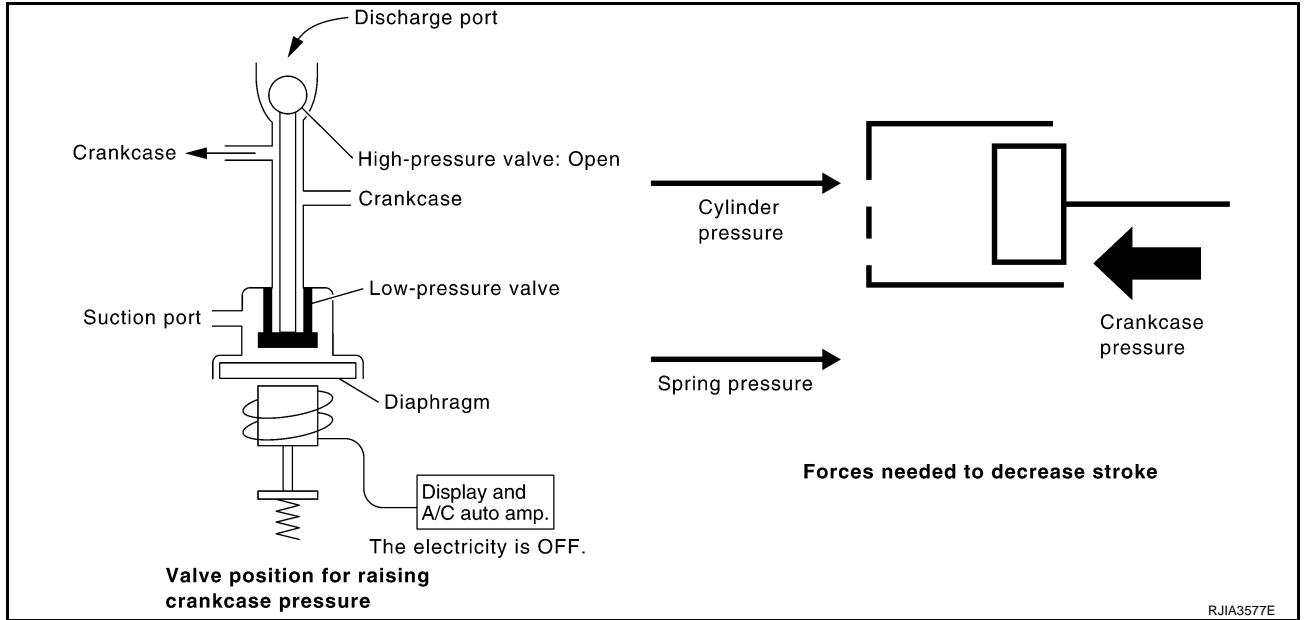 Discharge port
Crankcase
High-pressure valve: Open
Crankcase
Low-pressure valve
Suction port
Diaphragm
Display and
A/C auto amp.
The electricity is OFF.
Valve position for raising
crankcase pressure
Cylinder
pressure
Crankcase
pressure
Spring pressure
Forces needed to decrease stroke
RJIA3577E